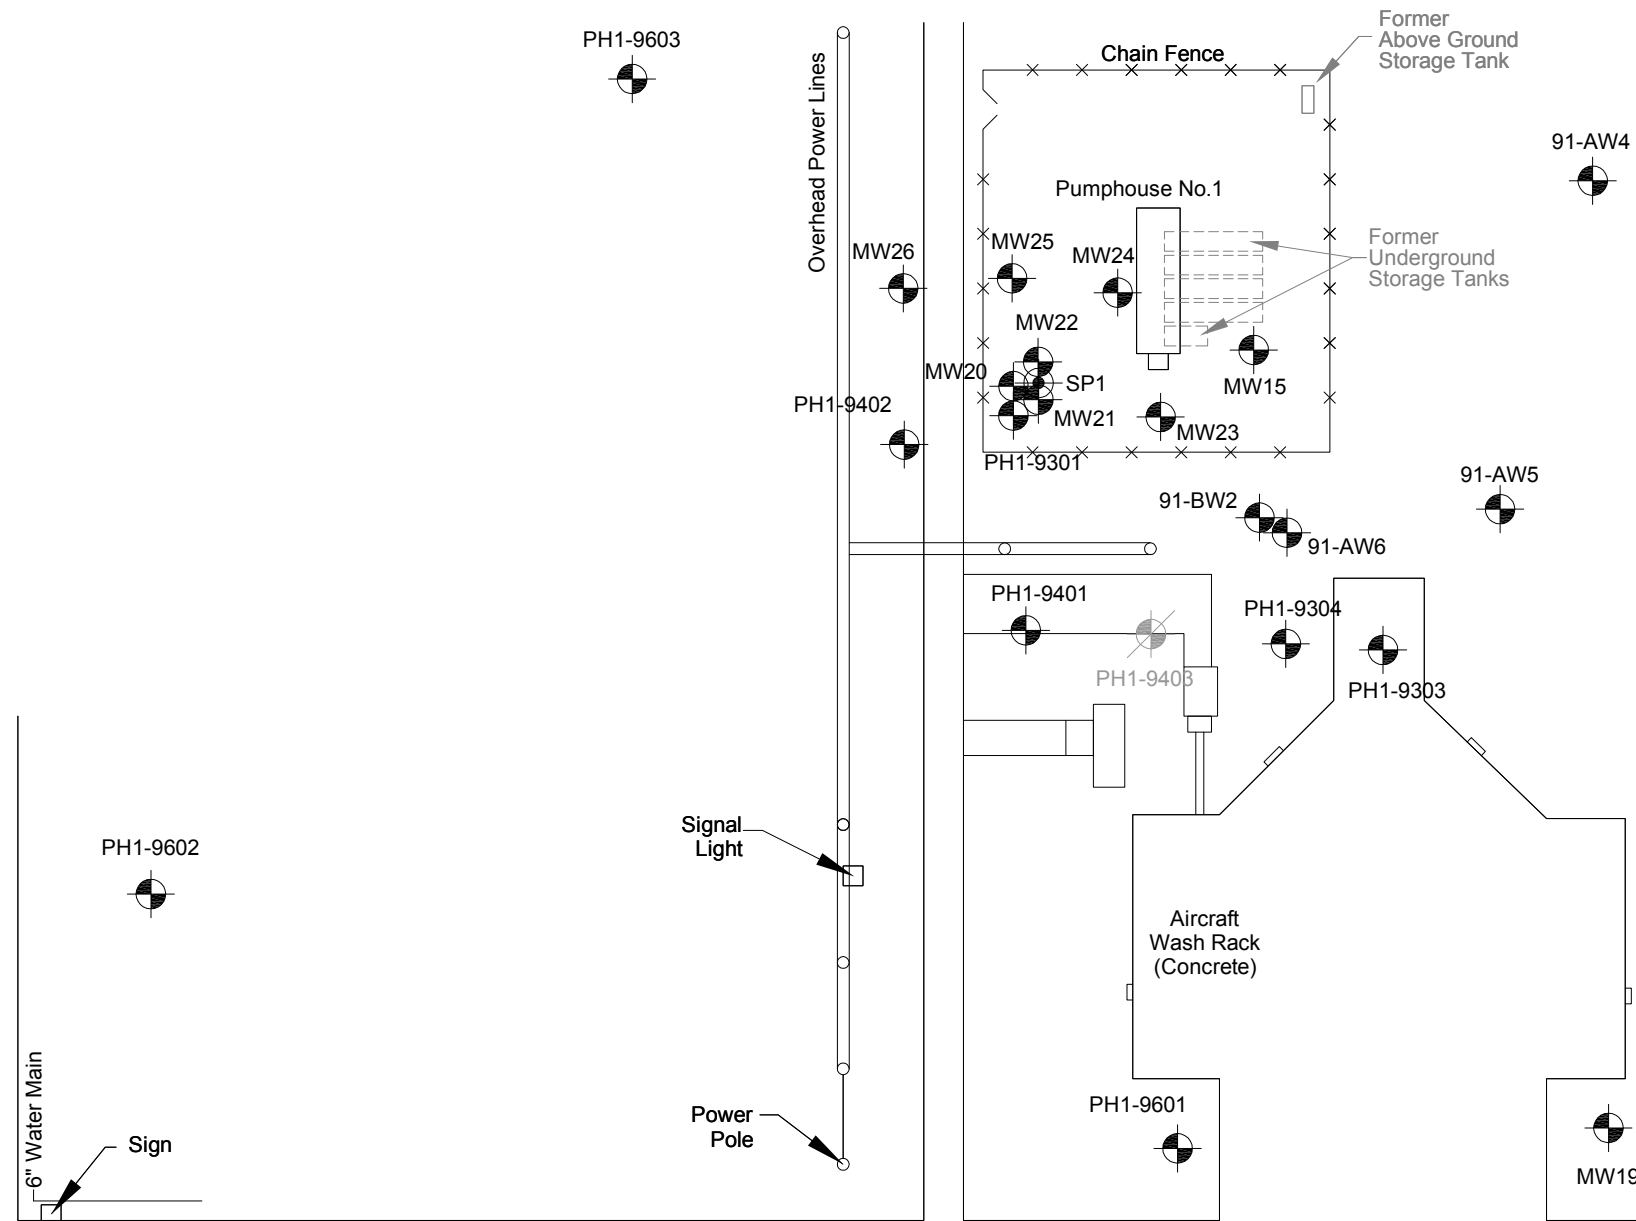 Former
Above Ground
Storage Tank
PH1-9603
Chain Fence
Overhead Power Lines
91-AW4
Pumphouse No.1
MW26
MW25
MW24
Former
Underground
Storage Tanks
MW22
MW20
SP1
MW15
PH1-9402
MW21
MW23
PH1-9301
91-AW5
91-BW2
91-AW6
PH1-9401
PH1-9304
PH1-9403
PH1-9303
Signal
Light
PH1-9602
Aircraft
Wash Rack
(Concrete)
6" Water Main
Sign
Power
Pole
PH1-9601
MW19